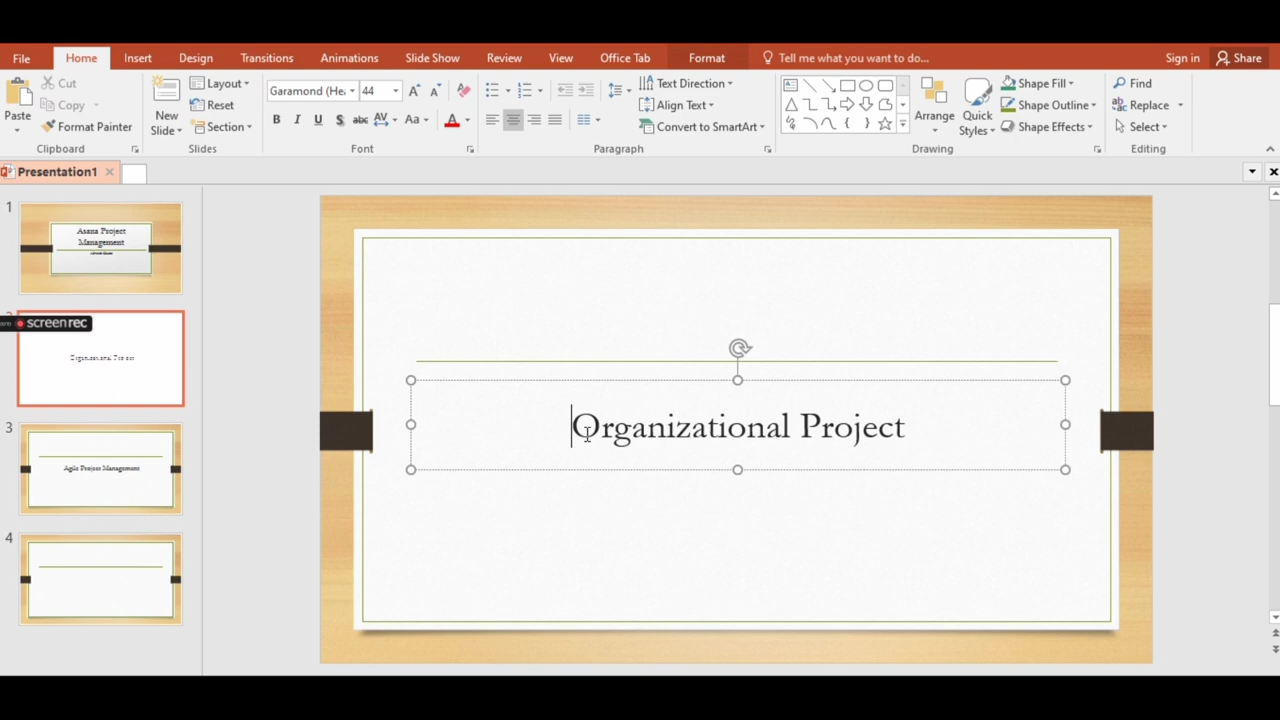 File Home Insert Design Transitions Animations Slide Show Review View Office Tab Format Tell me what you want to do... Sign in Share
Paste
Cut
Copy
Format Painter
Clipboard
New Slide
Layout
Reset
Section
Slides
Garamond (He 44
B I U S abc AV Aa A
Font
Paragraph
Text Direction
Align Text
Convert to SmartArt
Arrange
Quick Styles
Shape Fill
Shape Outline
Shape Effects
Drawing
Find
Replace
Select
Editing
Presentation1
1
Asana Project
Management
screenrec
Organizational Project
3
Agile Project Management
4
Organizational Project